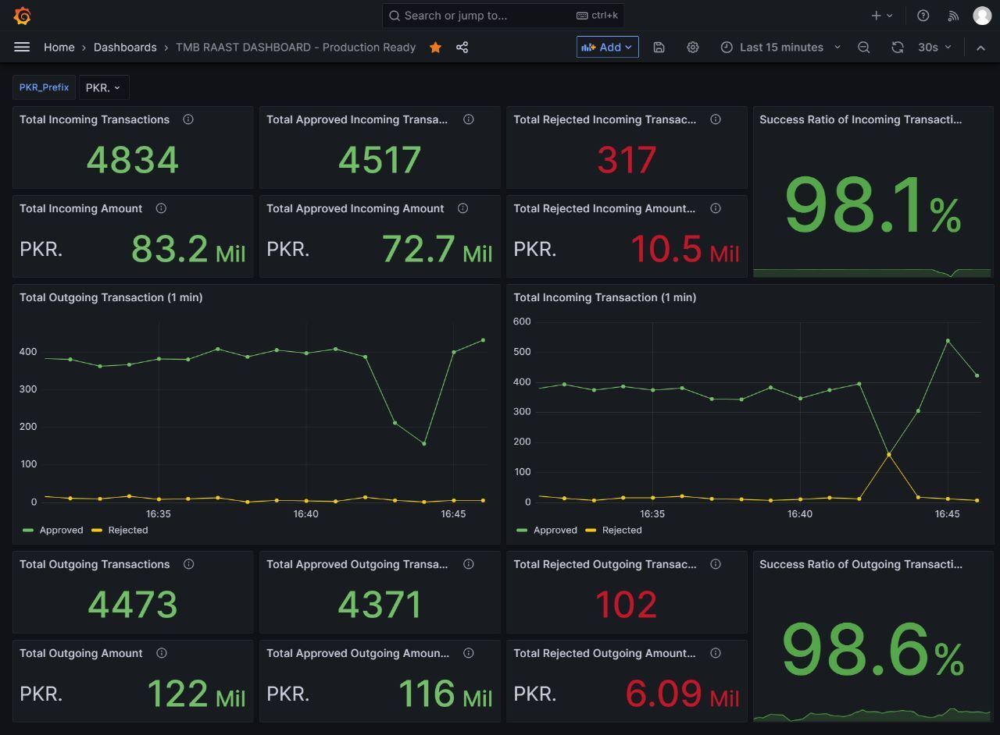 Search or jump to... ctrl+k
Home › Dashboards › TMB RAAST DASHBOARD - Production Ready
Add
Last 15 minutes
30s
PKR_Prefix PKR.
Total Incoming Transactions
4834
Total Approved Incoming Transa...
4517
Total Rejected Incoming Transac...
317
Success Ratio of Incoming Transacti...
98.1%
Total Incoming Amount
PKR. 83.2 Mil
Total Approved Incoming Amount
PKR. 72.7 Mil
Total Rejected Incoming Amount...
PKR. 10.5 Mil
Total Outgoing Transaction (1 min)
400
300
200
100
0
16:35 16:40 16:45
Approved Rejected
Total Incoming Transaction (1 min)
600
500
400
300
200
100
0
16:35 16:40 16:45
Approved Rejected
Total Outgoing Transactions
4473
Total Approved Outgoing Transa...
4371
Total Rejected Outgoing Transac...
102
Success Ratio of Outgoing Transacti...
98.6%
Total Outgoing Amount
PKR. 122 Mil
Total Approved Outgoing Amoun...
PKR. 116 Mil
Total Rejected Outgoing Amount...
PKR. 6.09 Mil